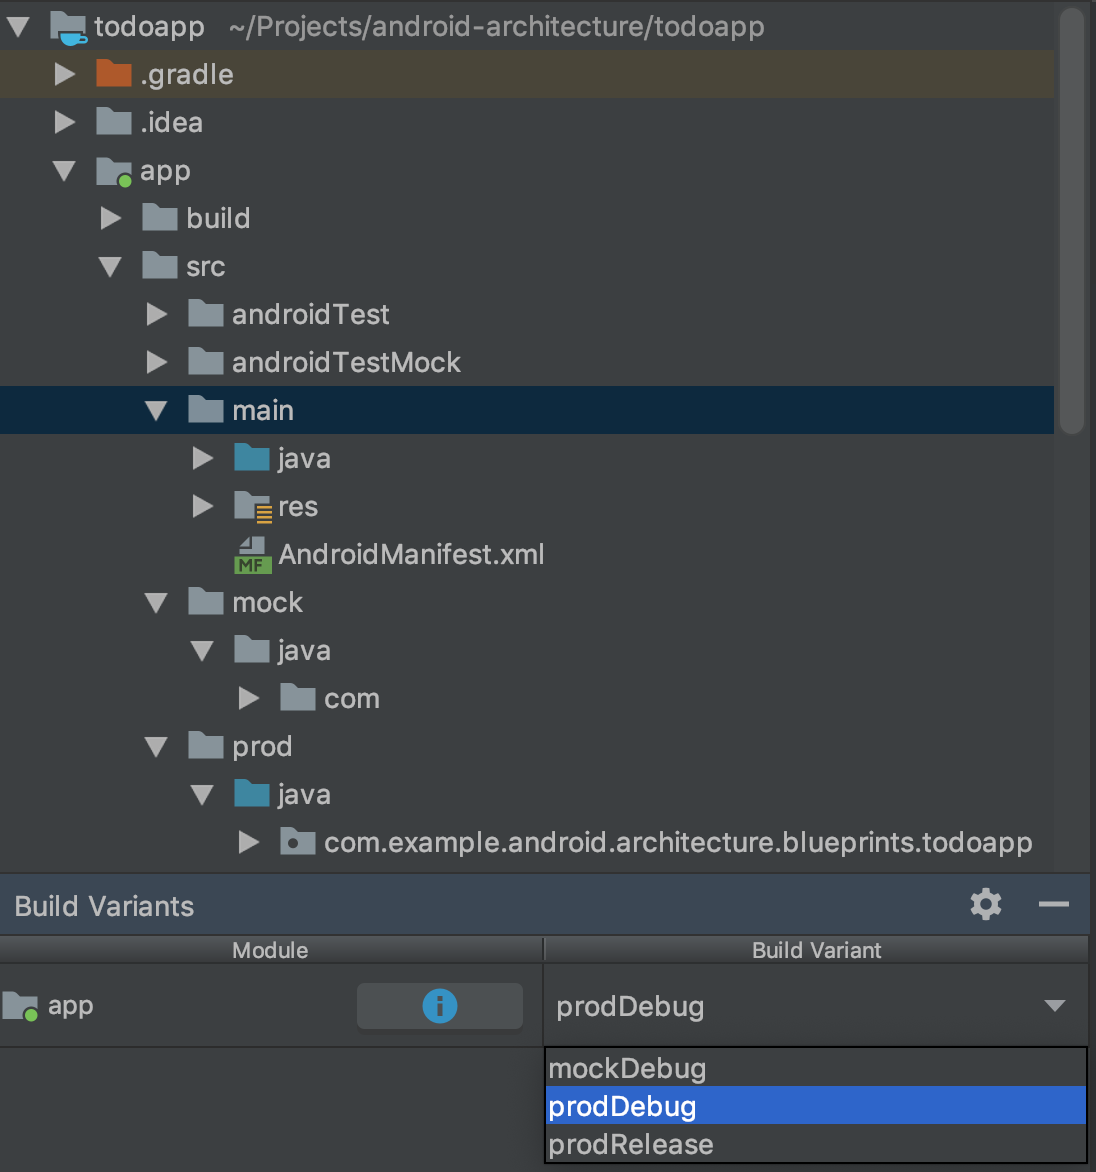 todoapp ~/Projects/android-architecture/todoapp
.gradle
.idea
app
build
src
androidTest
androidTestMock
main
java
res
MF AndroidManifest.xml
mock
java
com
prod
java
com.example.android.architecture.blueprints.todoapp
Build Variants
Module Build Variant
app prodDebug
mockDebug
prodDebug
prodRelease